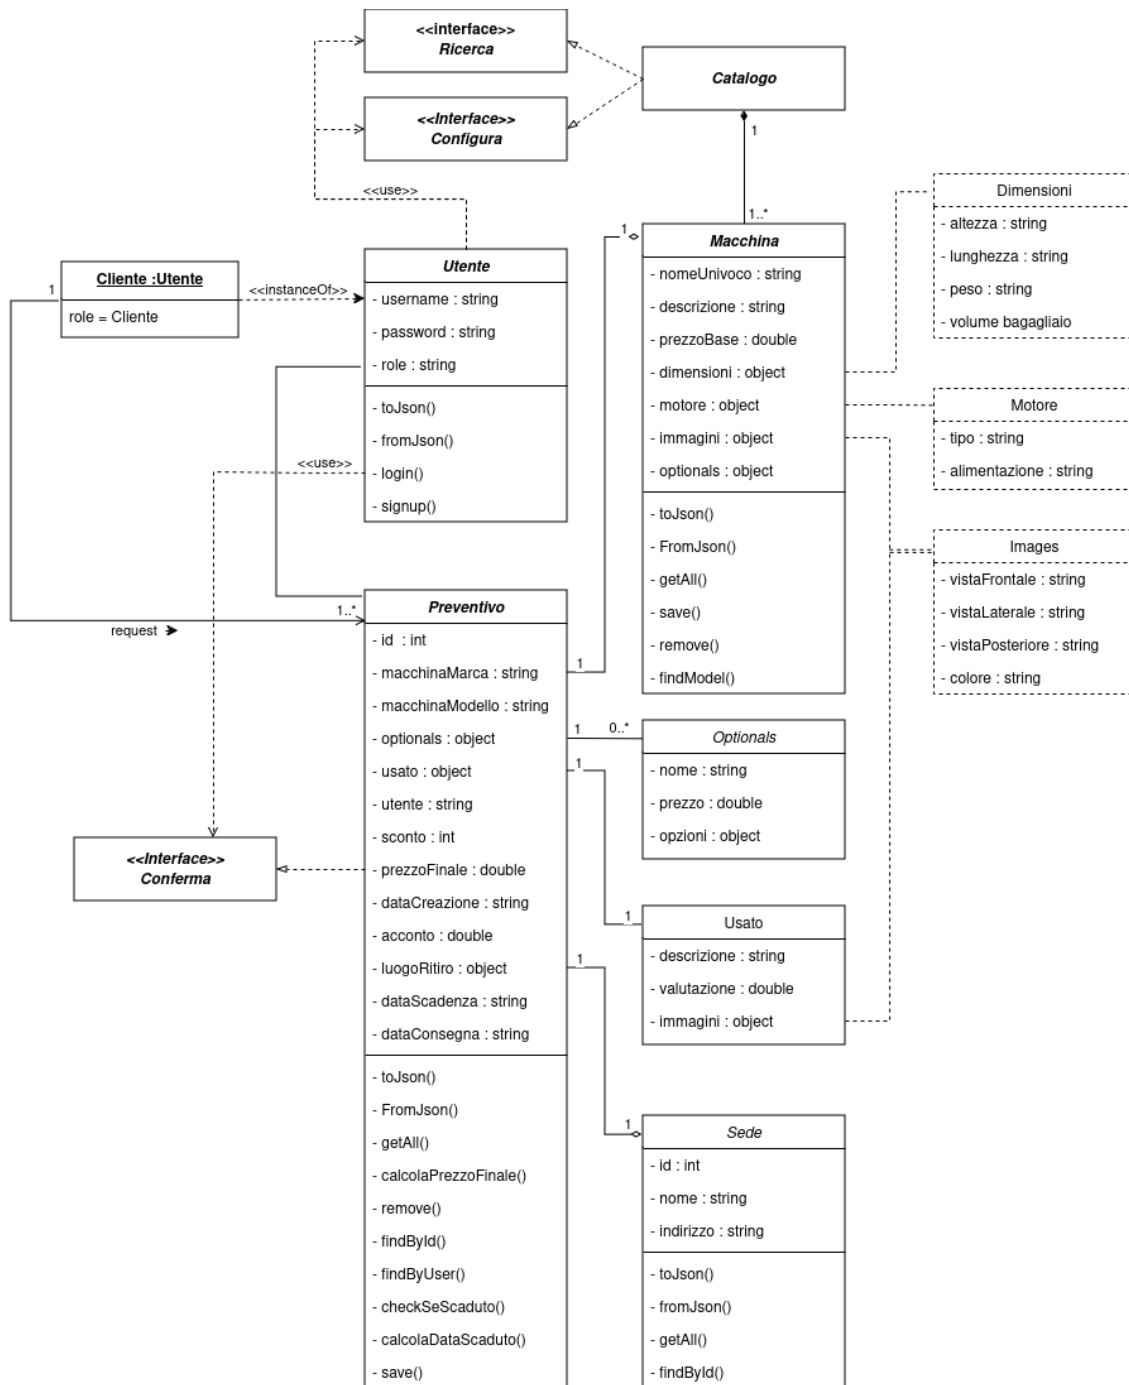 <<interface>>
Ricerca
Catalogo
<<Interface>>
Configura
1
<<use>>
1..*
1
Dimensioni
- altezza : string
- lunghezza : string
- peso : string
- volume bagagliaio
Macchina
- nomeUnivoco : string
- descrizione : string
- prezzoBase : double
- dimensioni : object
- motore : object
- immagini : object
- optionals : object
- toJson()
- FromJson()
- getAll()
- save()
- remove()
- findModel()
Utente
- username : string
- password : string
- role : string
- toJson()
- fromJson()
- login()
- signup()
Cliente :Utente
role = Cliente
<<instanceOf>>
1
<<use>>
Motore
- tipo : string
- alimentazione : string
Images
- vistaFrontale : string
- vistaLaterale : string
- vistaPosteriore : string
- colore : string
1..*
request
Preventivo
- id : int
- macchinaMarca : string
- macchinaModello : string
- optionals : object
- usato : object
- utente : string
- sconto : int
- prezzoFinale : double
- dataCreazione : string
- acconto : double
- luogoRitiro : object
- dataScadenza : string
- dataConsegna : string
- toJson()
- FromJson()
- getAll()
- calcolaPrezzoFinale()
- remove()
- findById()
- findByUser()
- checkSeScaduto()
- calcolaDataScaduto()
- save()
1
1
0..*
1
Optionals
- nome : string
- prezzo : double
- opzioni : object
<<Interface>>
Conferma
1
Usato
- descrizione : string
- valutazione : double
- immagini : object
1
1
Sede
- id : int
- nome : string
- indirizzo : string
- toJson()
- fromJson()
- getAll()
- findById()